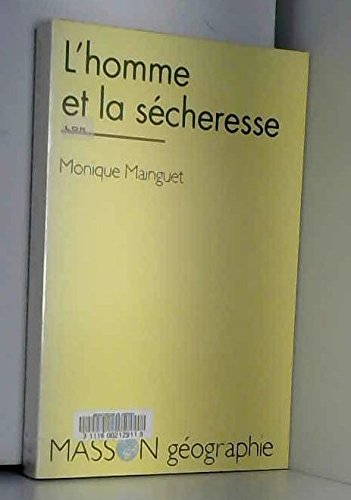 L'homme
et la sécheresse
Monique Mainguet
MASSON géographie